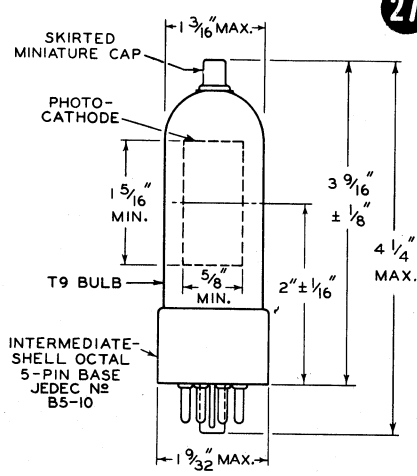 27
1 3/16" MAX.
SKIRTED
MINIATURE CAP
PHOTO-
CATHODE
1 5/16"
MIN.
3 9/16"
± 1/8"
4 1/4"
MAX.
5/8"
MIN.
2" ± 1/16"
T9 BULB
INTERMEDIATE-
SHELL OCTAL
5-PIN BASE
JEDEC Nº
B5-10
1 9/32" MAX.